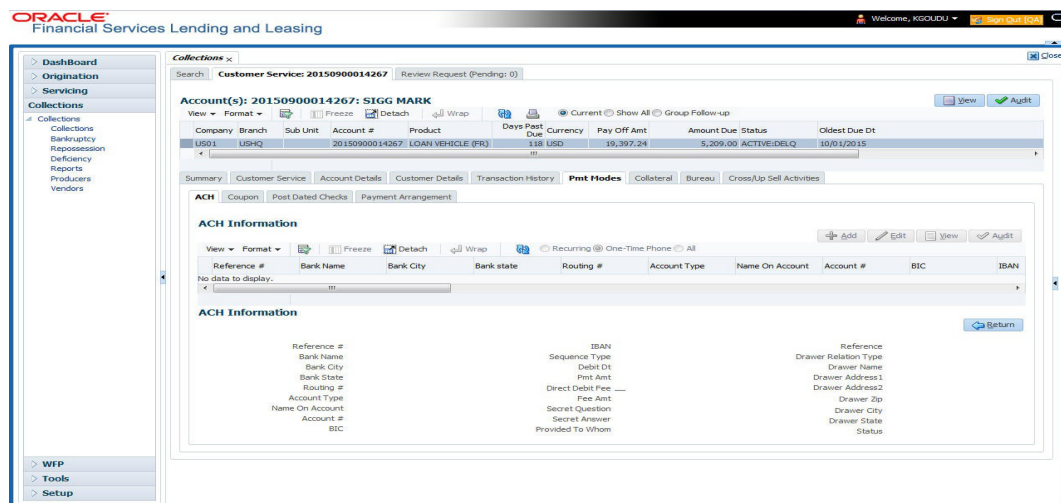 ORACLE
Financial Services Lending and Leasing
Welcome, KGOUDU
Sign Out [QA]
Close
DashBoard
Origination
Servicing
Collections
Collections
Collections
Bankruptcy
Repossession
Deficiency
Reports
Producers
Vendors
WFP
Tools
Setup
Collections
Search Customer Service: 20150900014267 Review Request (Pending: 0)
Account(s): 20150900014267: SIGG MARK
View Audit
View Format Freeze Detach Wrap Current Show All Group Follow-up
Company Branch Sub Unit Account # Product Days Past Due Currency Pay Off Amt Amount Due Status Oldest Due Dt
US01 USHQ 20150900014267 LOAN VEHICLE (FR) 118 USD 19,397.24 5,209.00 ACTIVE:DELQ 10/01/2015
Summary Customer Service Account Details Customer Details Transaction History Pmt Modes Collateral Bureau Cross/Up Sell Activities
ACH Coupon Post Dated Checks Payment Arrangement
ACH Information
Add Edit View Audit
View Format Freeze Detach Wrap Recurring One-Time Phone All
Reference # Bank Name Bank City Bank state Routing # Account Type Name On Account Account # BIC IBAN
No data to display.
ACH Information
Return
Reference # IBAN Reference
Bank Name Sequence Type Drawer Relation Type
Bank City Debit Dt Drawer Name
Bank State Pmt Amt Drawer Address1
Routing # Direct Debit Fee Drawer Address2
Account Type Fee Amt Drawer Zip
Name On Account Secret Question Drawer City
Account # Secret Answer Drawer State
BIC Provided To Whom Status